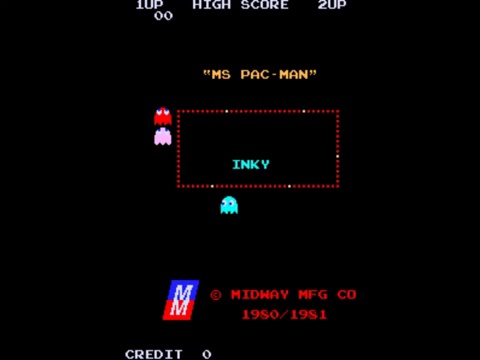 1UP HIGH SCORE 2UP
00
"MS PAC-MAN"
INKY
MM
© MIDWAY MFG CO
1980/1981
CREDIT 0